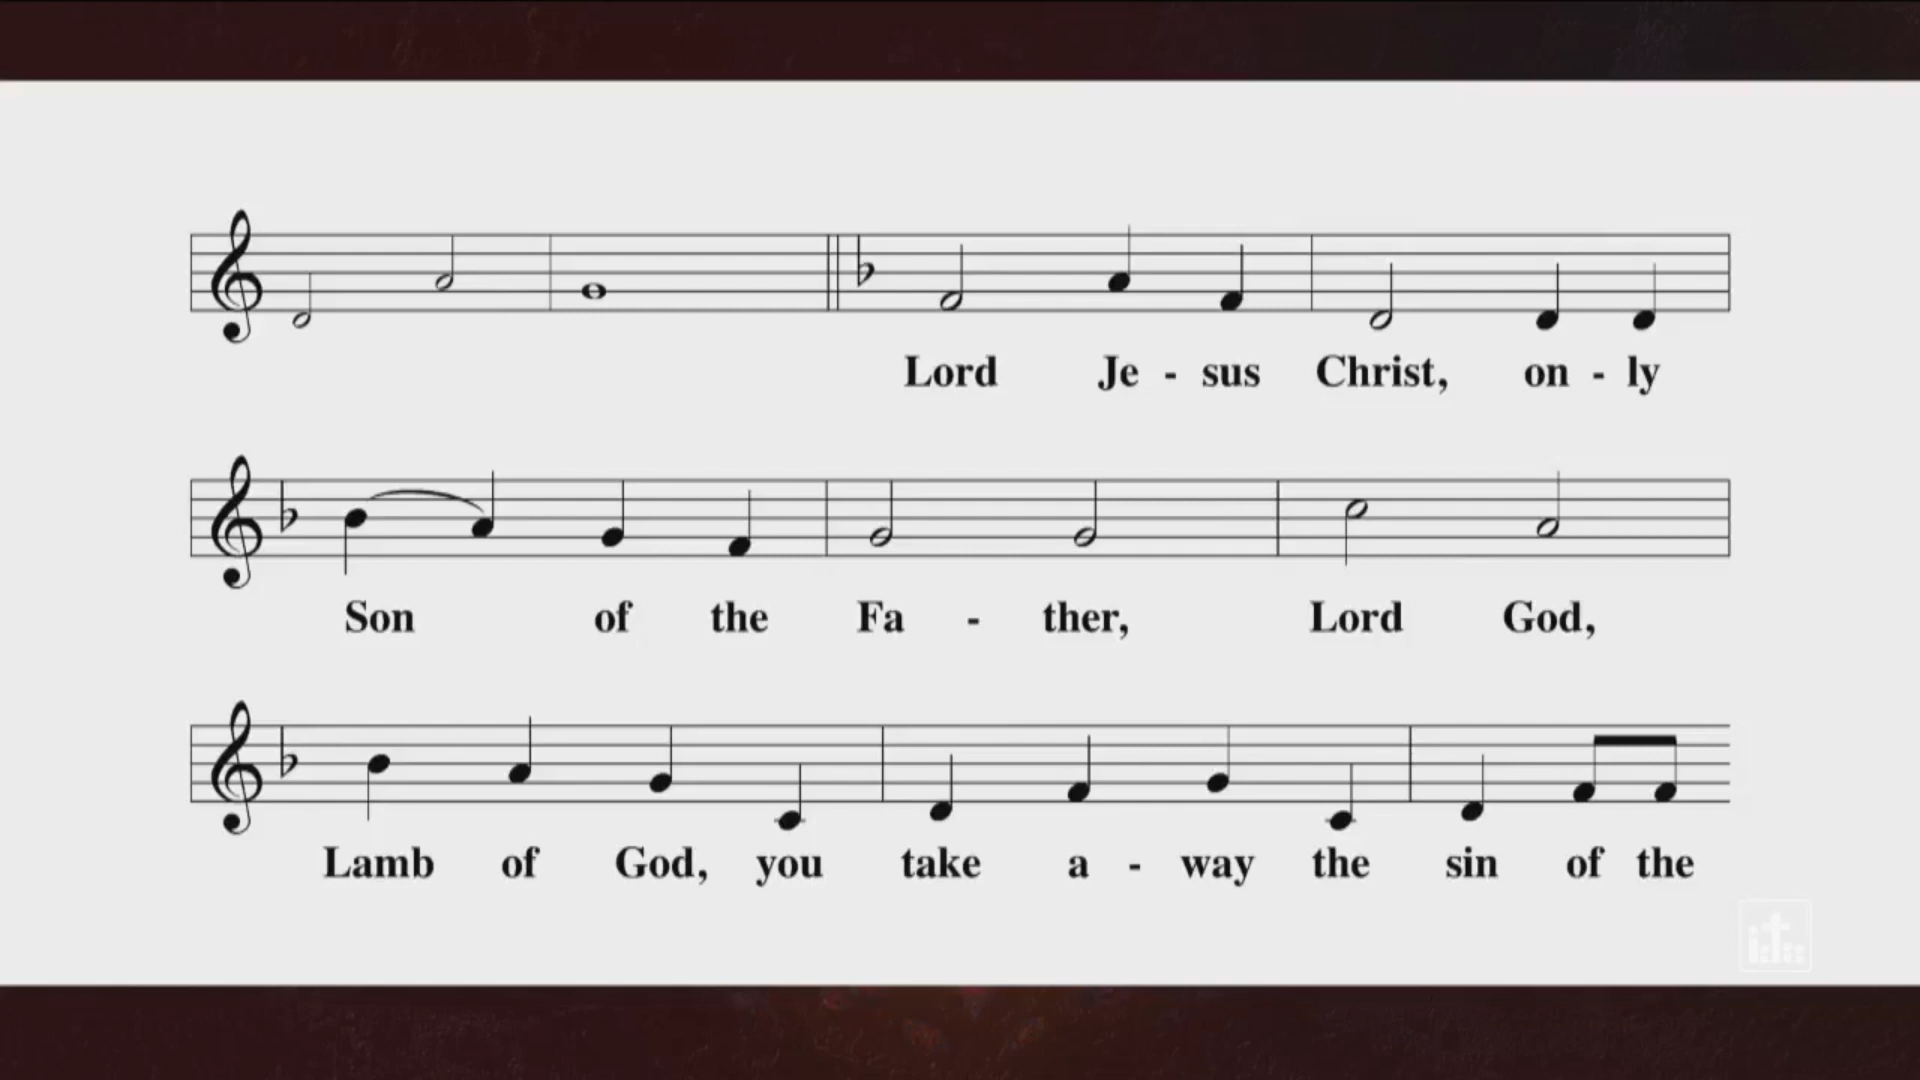 Lord Je - sus Christ, on - ly
Son of the Fa - ther, Lord God,
Lamb of God, you take a - way the sin of the